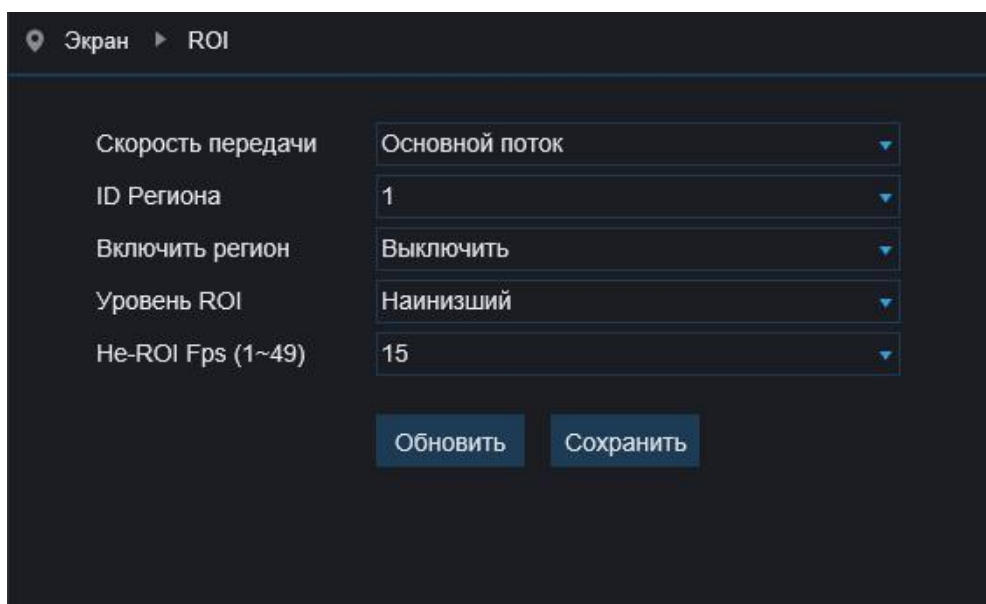 Экран ROI
Скорость передачи Основной поток
ID Региона 1
Включить регион Выключить
Уровень ROI Наинизший
Не-ROI Fps (1~49) 15
Обновить Сохранить